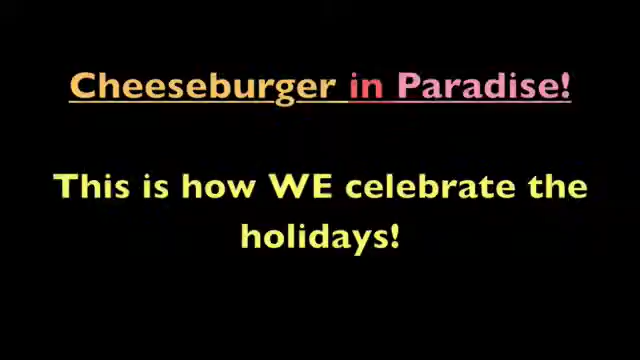 Cheeseburger in Paradise!
This is how WE celebrate the
holidays!